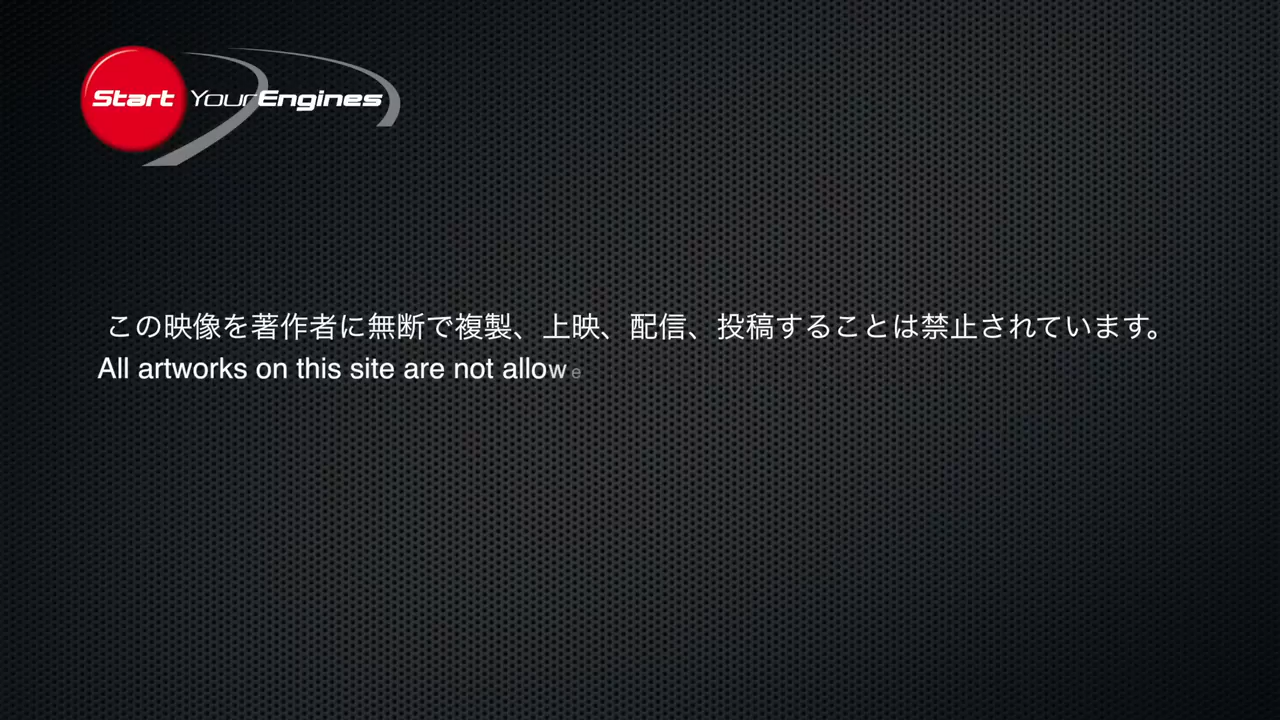 Start YourEngines
この映像を著作者に無断で複製、上映、配信、投稿することは禁止されています。
All artworks on this site are not allowe